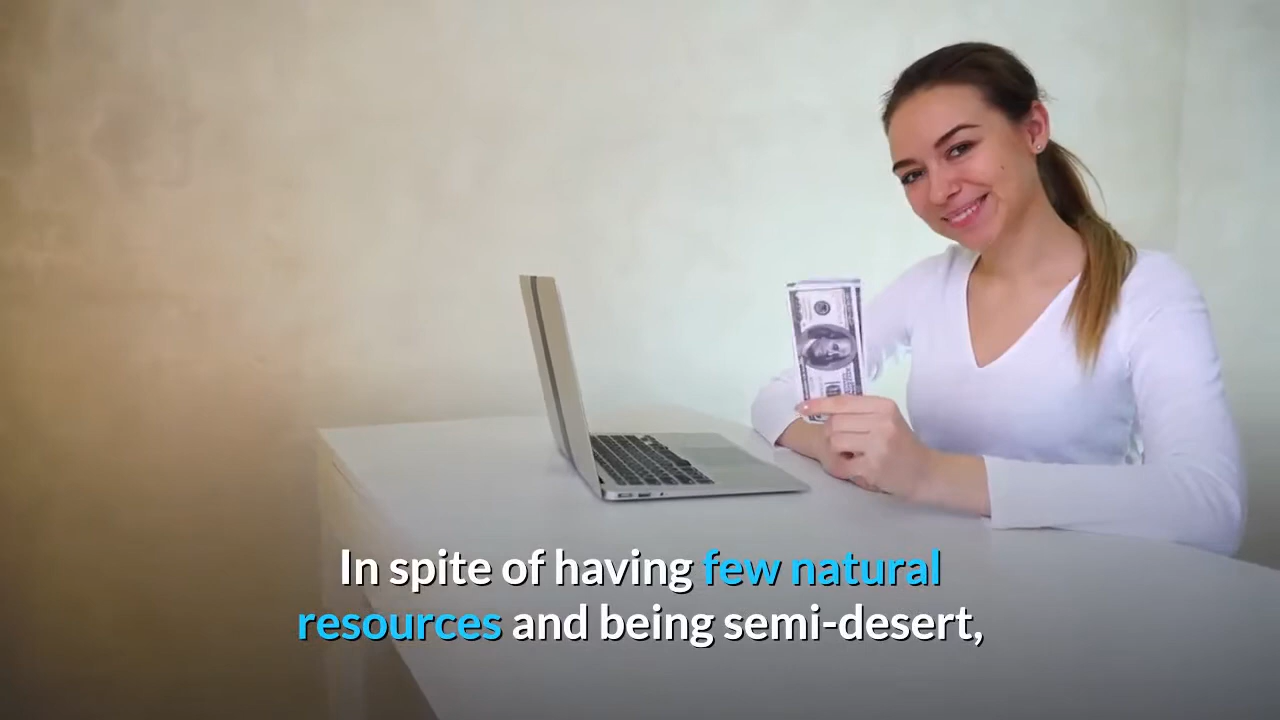 In spite of having few natural
resources and being semi-desert,